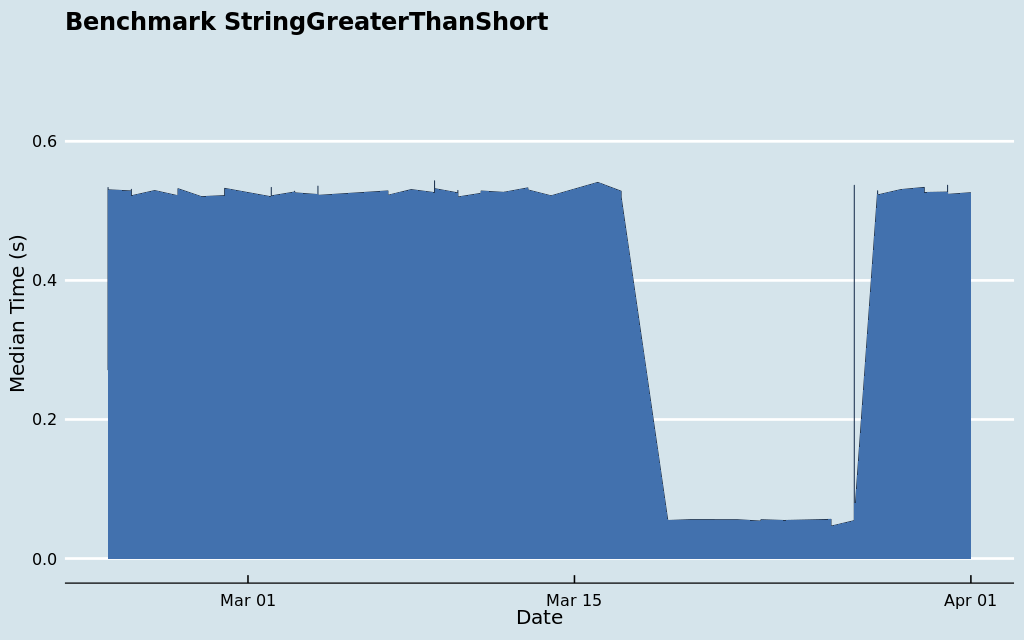 Benchmark StringGreaterThanShort
Median Time (s)
0.6
0.4
0.2
0.0
Mar 01
Mar 15
Apr 01
Date